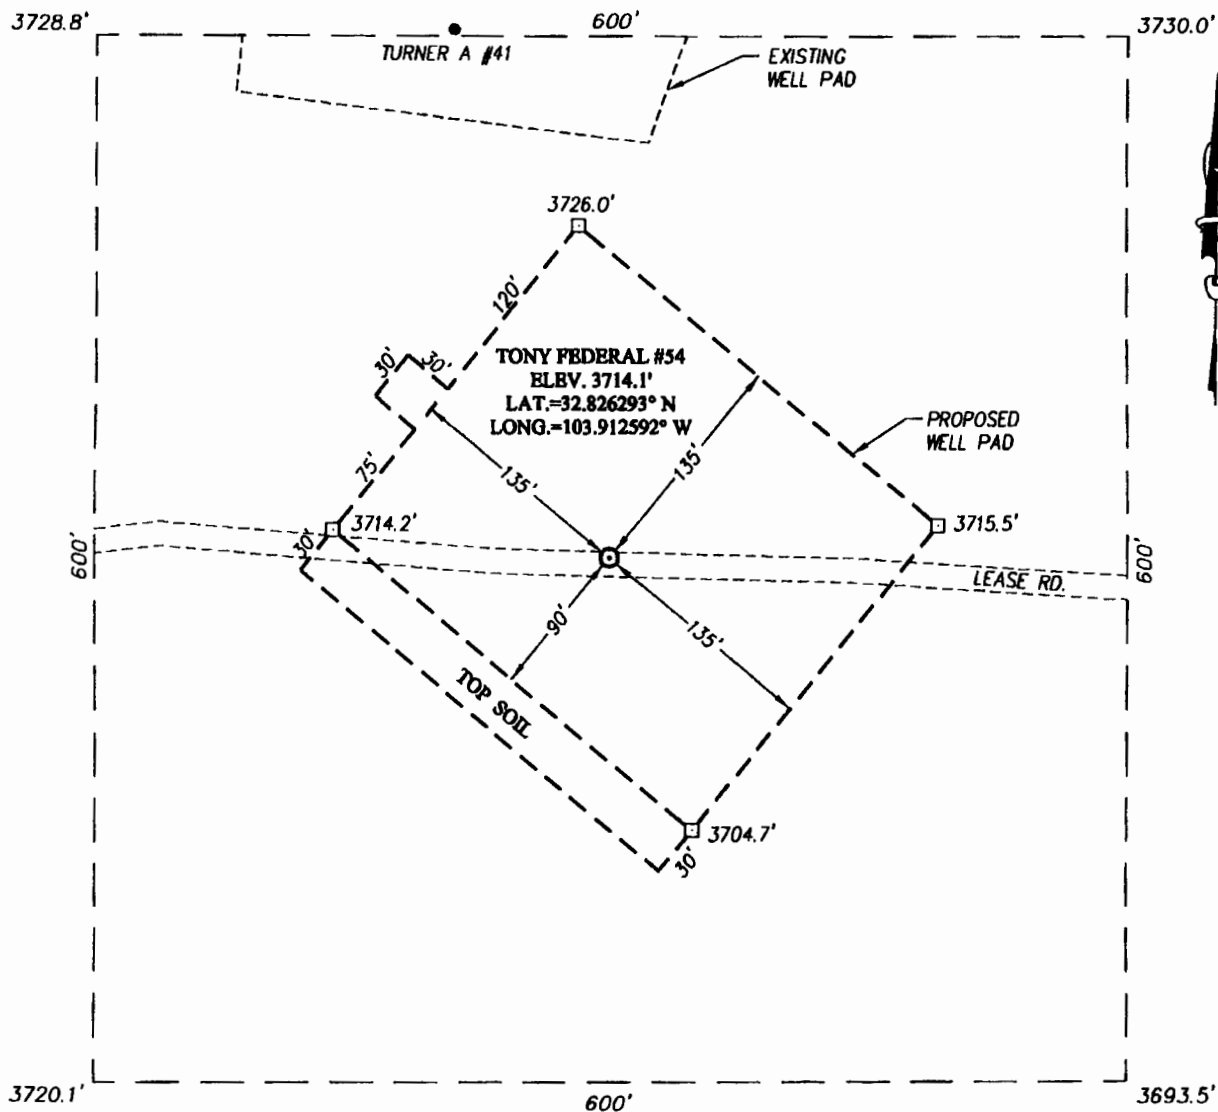 3728.8'
600'
3730.0'
TURNER A #41
EXISTING
WELL PAD
3726.0'
120'
30'
30'
TONY FEDERAL #54
ELEV. 3714.1'
LAT.=32.826293° N
LONG.=103.912592° W
PROPOSED
WELL PAD
75'
135'
135'
3714.2'
3715.5'
30'
600'
600'
LEASE RD.
90'
135'
TOP SOIL
3704.7'
30'
3720.1'
600'
3693.5'